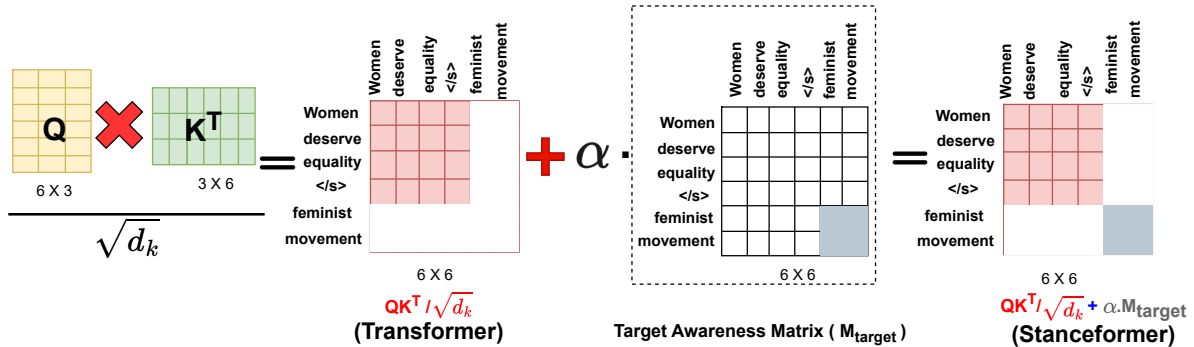 Q
K^T
6 X 3
3 X 6
√d_k
=
Women
deserve
equality
</s>
feminist
movement
Women
deserve
equality
</s>
feminist
movement
6 X 6
QK^T / √d_k
(Transformer)
+
α ·
Women
deserve
equality
</s>
feminist
movement
Women
deserve
equality
</s>
feminist
movement
6 X 6
Target Awareness Matrix ( M_target )
=
Women
deserve
equality
</s>
feminist
movement
Women
deserve
equality
</s>
feminist
movement
6 X 6
QK^T/√d_k + α.M_target
(Stanceformer)